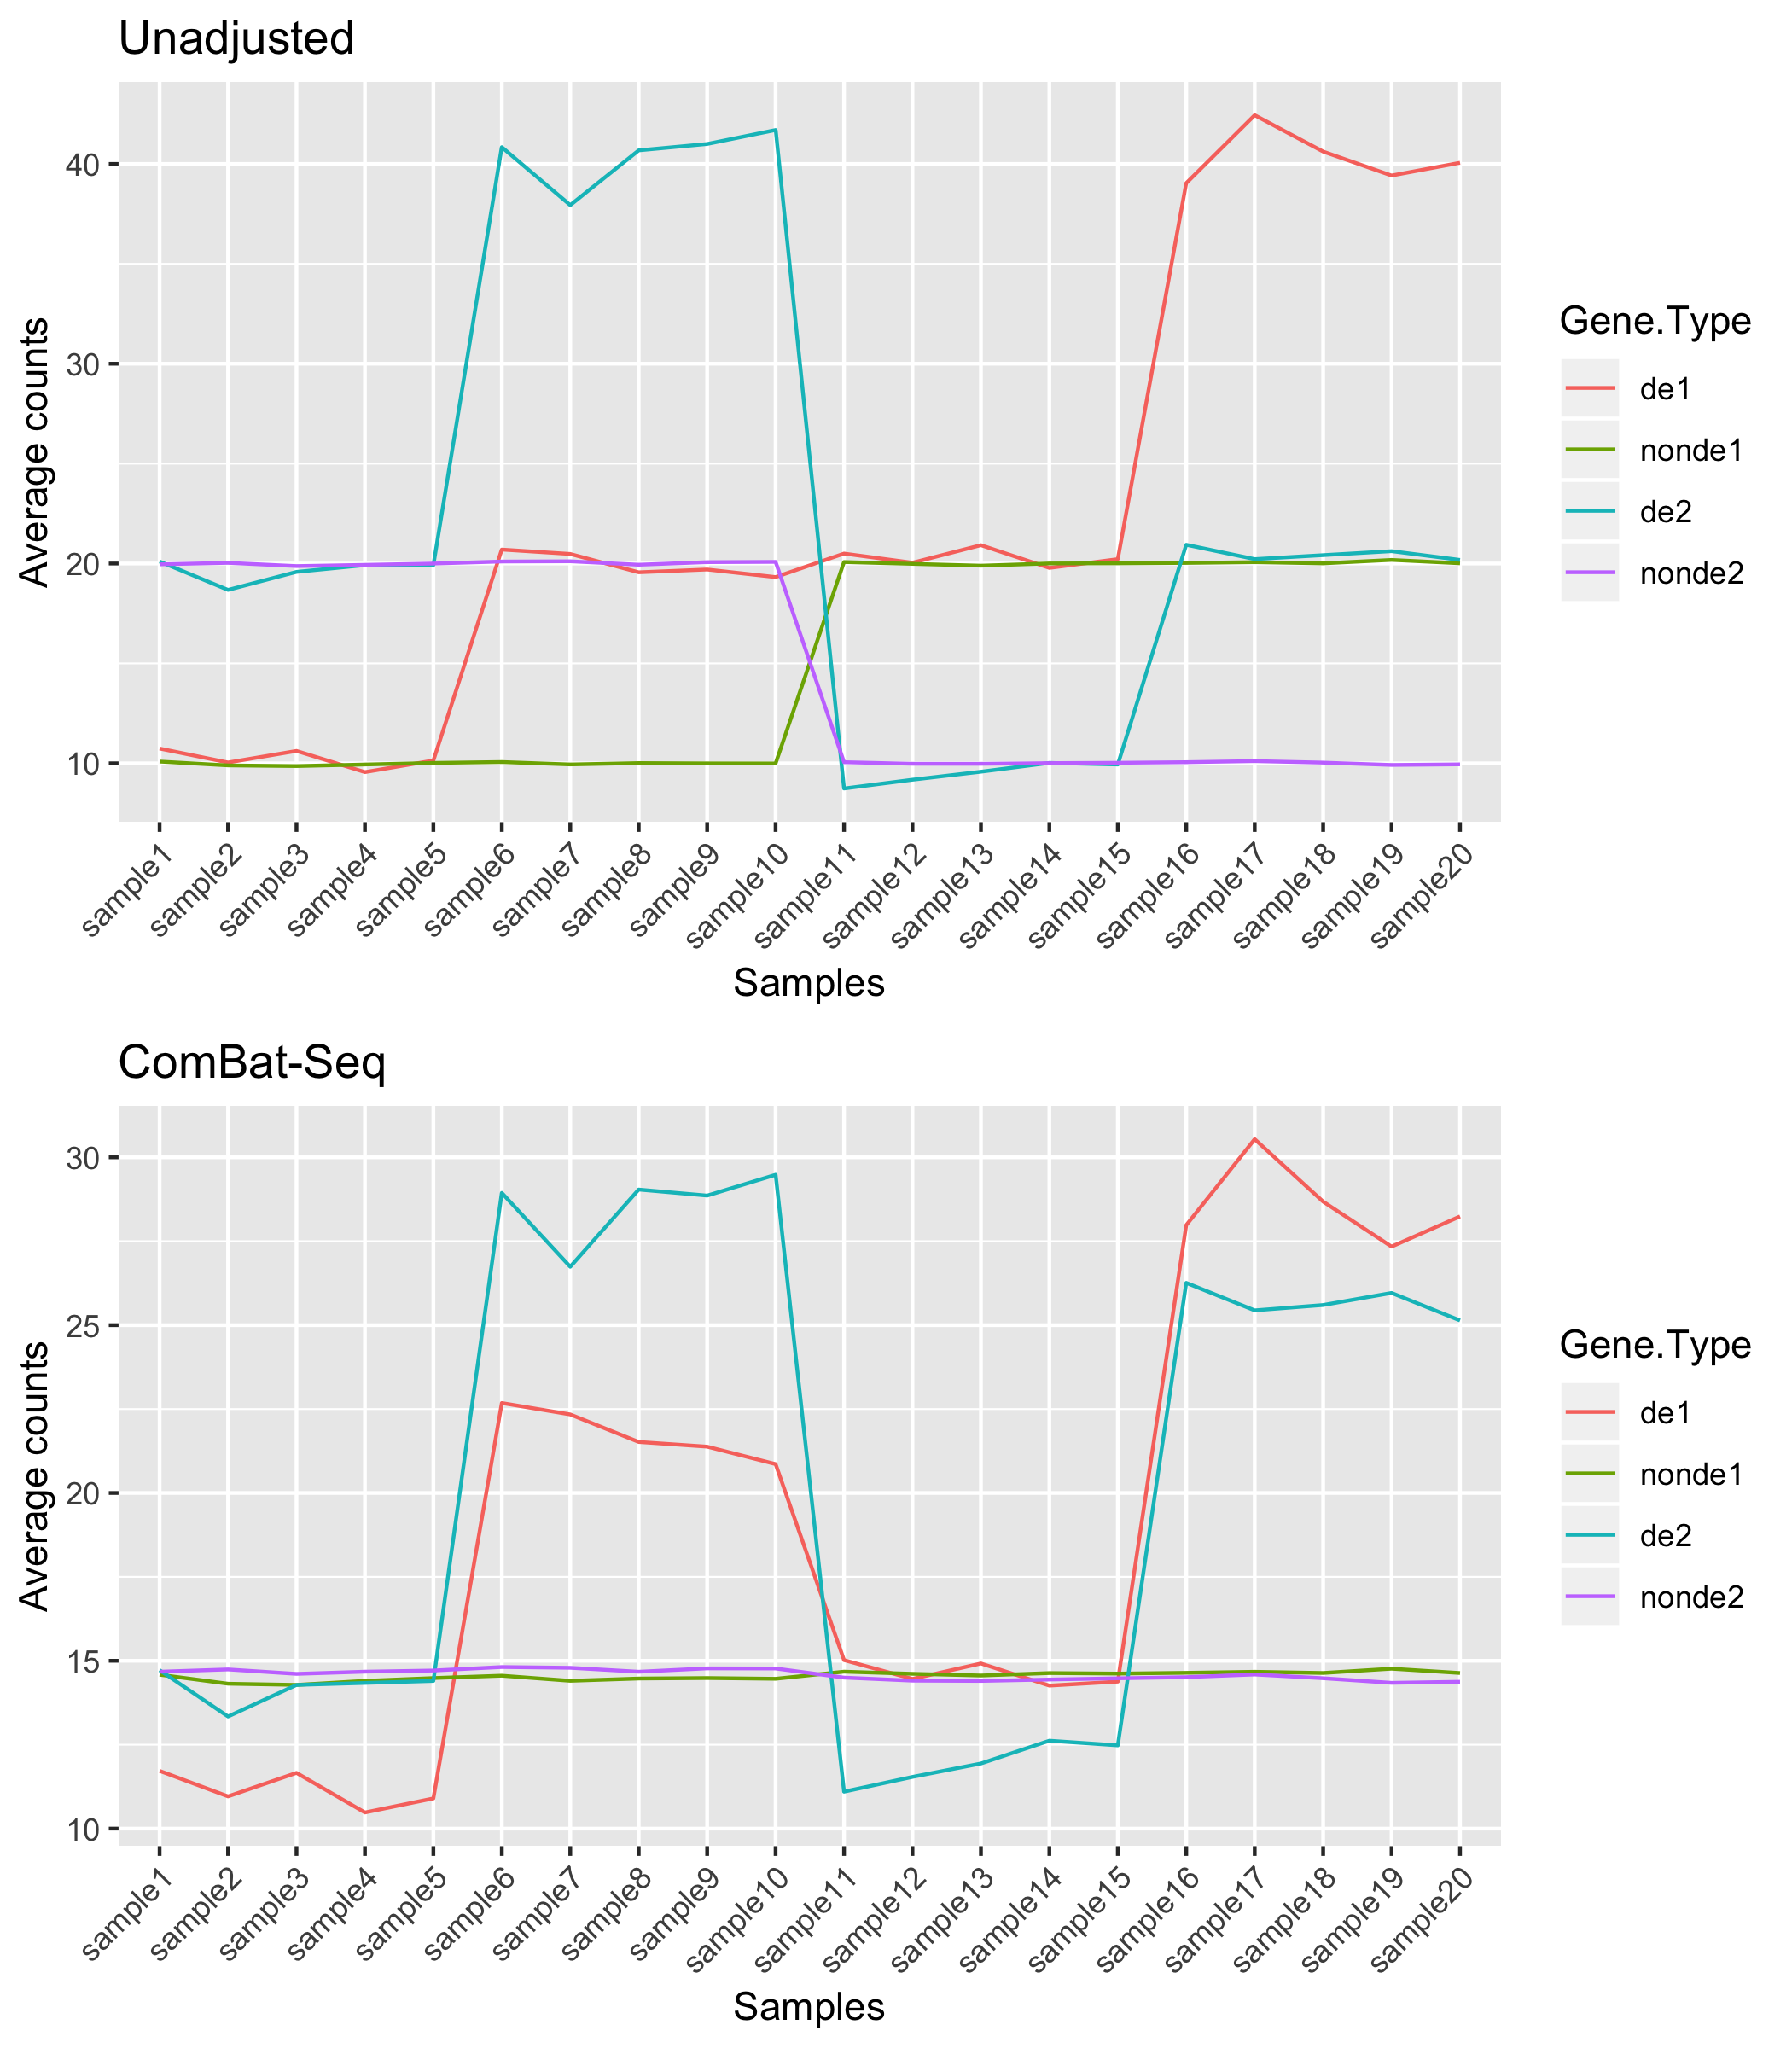 Unadjusted
40
30
20
10
Average counts
sample1
sample2
sample3
sample4
sample5
sample6
sample7
sample8
sample9
sample10
sample11
sample12
sample13
sample14
sample15
sample16
sample17
sample18
sample19
sample20
Samples
Gene.Type
de1
nonde1
de2
nonde2
ComBat-Seq
30
25
20
15
10
Average counts
sample1
sample2
sample3
sample4
sample5
sample6
sample7
sample8
sample9
sample10
sample11
sample12
sample13
sample14
sample15
sample16
sample17
sample18
sample19
sample20
Samples
Gene.Type
de1
nonde1
de2
nonde2